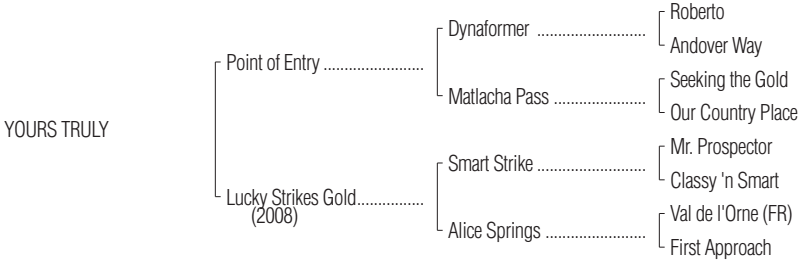 Roberto
Dynaformer ..........................
Andover Way
Point of Entry ........................
Seeking the Gold
Matlacha Pass ......................
Our Country Place
YOURS TRULY
Mr. Prospector
Smart Strike ..........................
Classy 'n Smart
Lucky Strikes Gold................
(2008)
Val de l'Orne (FR)
Alice Springs ........................
First Approach